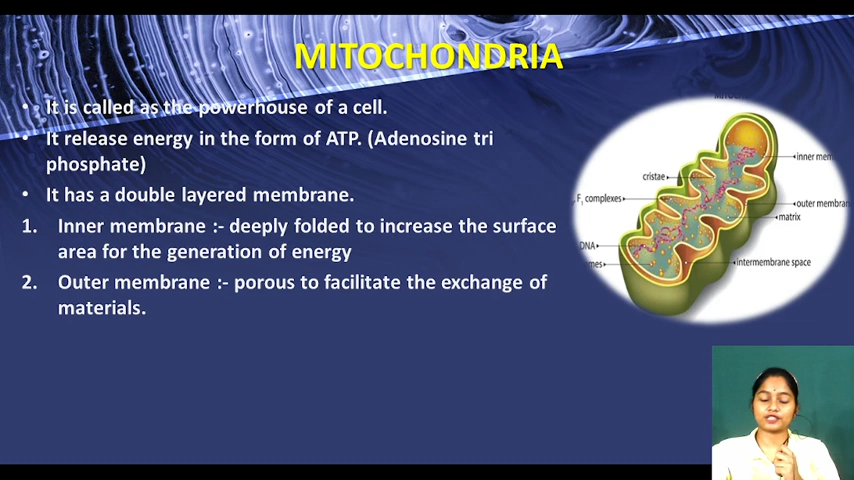 MITOCHONDRIA
• It is called as the powerhouse of a cell.
• It release energy in the form of ATP. (Adenosine tri
phosphate)
• It has a double layered membrane.
1. Inner membrane :- deeply folded to increase the surface
area for the generation of energy
2. Outer membrane :- porous to facilitate the exchange of
materials.
inner mem
cristae
F₁ complexes
outer membran
matrix
DNA
mes
intermembrane space